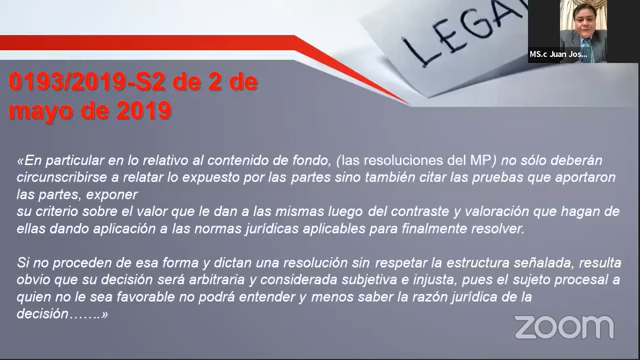 LEGAL
MS.c Juan Jos...
0193/2019-S2 de 2 de
mayo de 2019
«En particular en lo relativo al contenido de fondo, (las resoluciones del MP) no sólo deberán
circunscribirse a relatar lo expuesto por las partes sino también citar las pruebas que aportaron
las partes, exponer
su criterio sobre el valor que le dan a las mismas luego del contraste y valoración que hagan de
ellas dando aplicación a las normas jurídicas aplicables para finalmente resolver.
Si no proceden de esa forma y dictan una resolución sin respetar la estructura señalada, resulta
obvio que su decisión será arbitraria y considerada subjetiva e injusta, pues el sujeto procesal a
quien no le sea favorable no podrá entender y menos saber la razón jurídica de la
decisión…….»
zoom